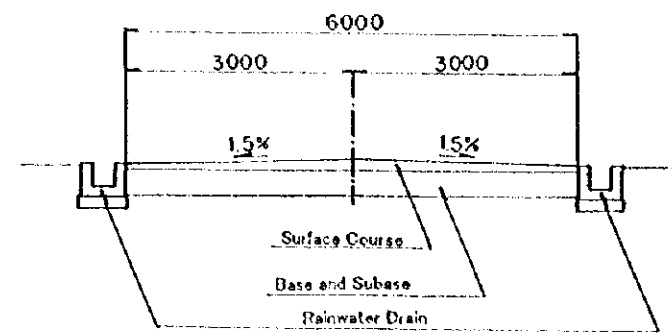 6000
3000 3000
1.5% 1.5%
Surface Course
Base and Subase
Rainwater Drain